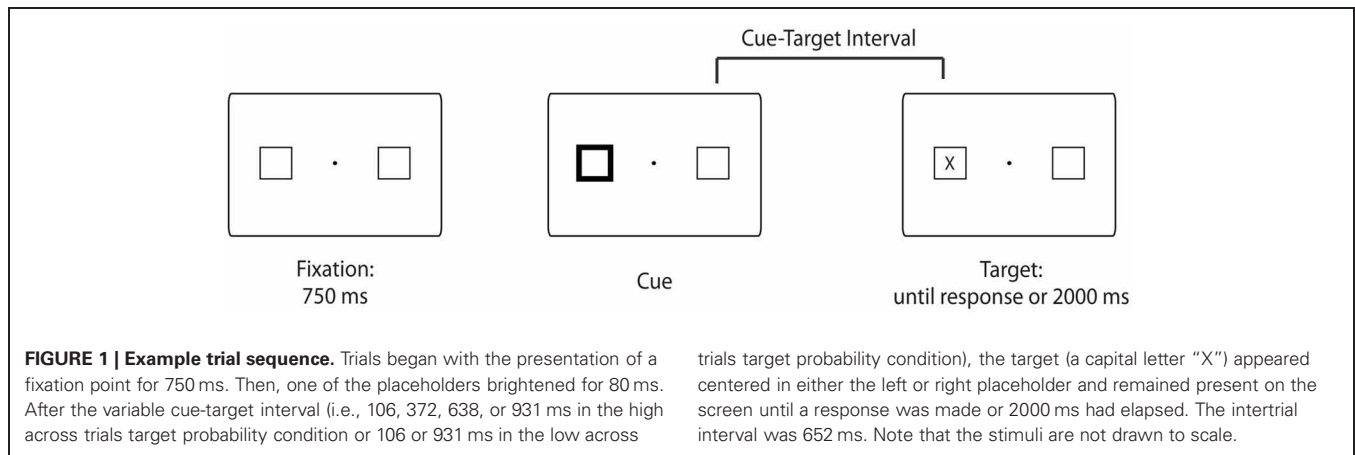 Cue-Target Interval
X
Fixation:
750 ms
Cue
Target:
until response or 2000 ms
FIGURE 1 | Example trial sequence. Trials began with the presentation of a
fixation point for 750 ms. Then, one of the placeholders brightened for 80 ms.
After the variable cue-target interval (i.e., 106, 372, 638, or 931 ms in the high
across trials target probability condition or 106 or 931 ms in the low across
trials target probability condition), the target (a capital letter “X”) appeared
centered in either the left or right placeholder and remained present on the
screen until a response was made or 2000 ms had elapsed. The intertrial
interval was 652 ms. Note that the stimuli are not drawn to scale.